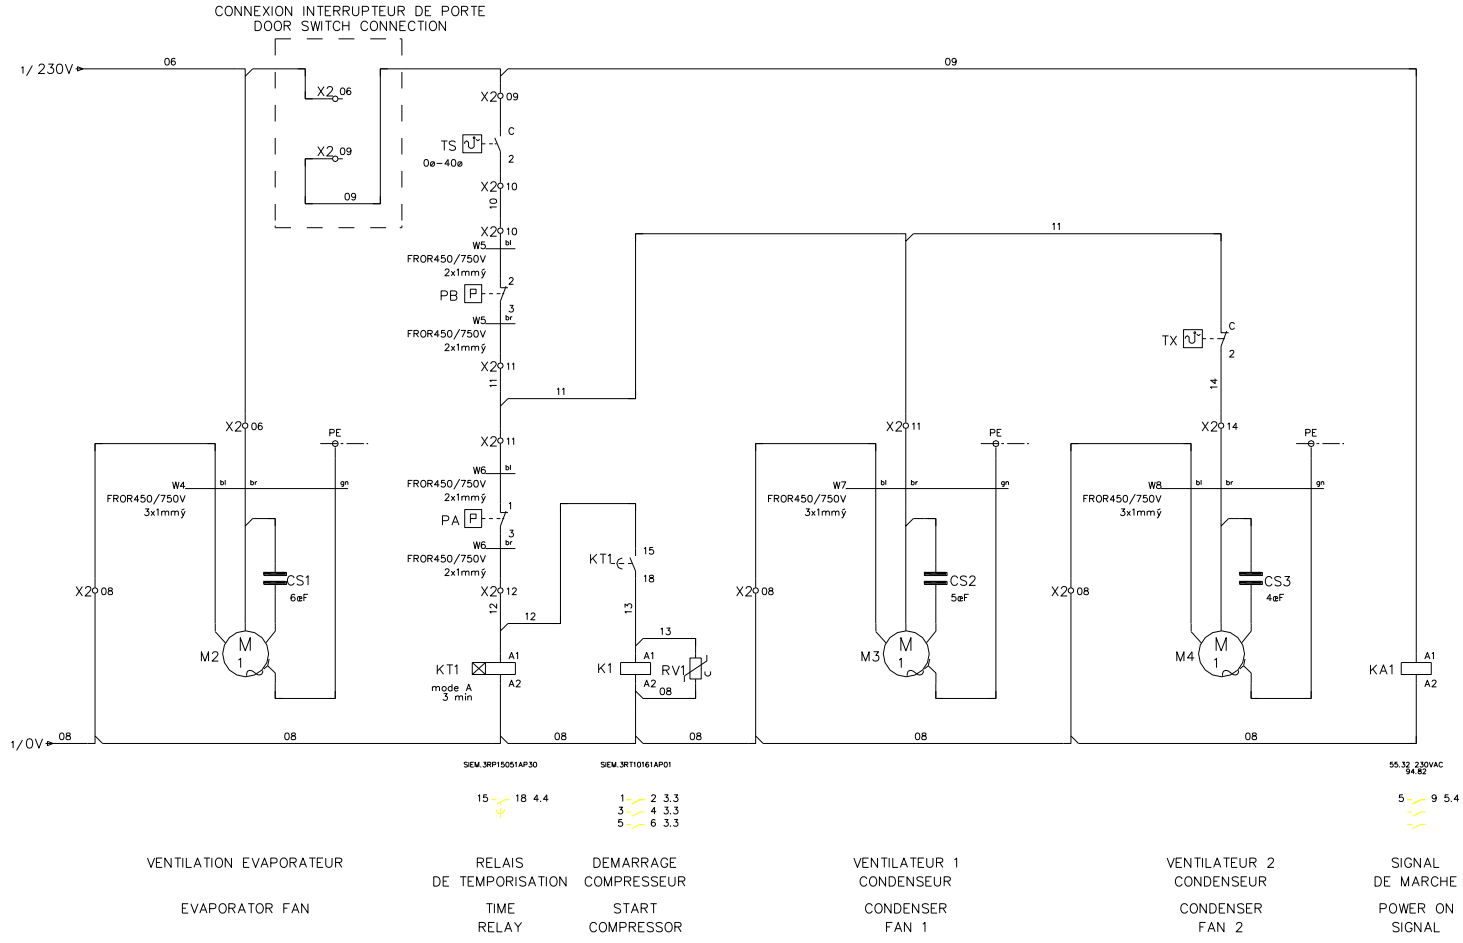 CONNEXION INTERRUPTEUR DE PORTE
DOOR SWITCH CONNECTION
1/230V
06
09
X2 06
X2 09
09
X2 09
TS
C
0ø-40ø
2
X2 10
10
X2 10
W5 bl
FROR450/750V
2x1mmý
2
PB P
3
W5 br
FROR450/750V
2x1mmý
X2 11
11
11
11
TX
C
2
14
X2 06
X2 11
X2 11
X2 14
PE
PE
PE
W4 bl br gn
FROR450/750V
3x1mmý
W6 bl
FROR450/750V
2x1mmý
W7 bl br gn
FROR450/750V
3x1mmý
W8 bl br gn
FROR450/750V
3x1mmý
1
PA P
3
W6 br
FROR450/750V
2x1mmý
KT1
15
18
X2 08
CS1
6œF
X2 12
12
12
13
X2 08
CS2
5œF
X2 08
CS3
4œF
M2
M
1
KT1
A1
A2
mode A
3 min
K1
A1
A2
13
RV1
U
08
M3
M
1
M4
M
1
KA1
A1
A2
1/0V
08
08
08
08
08
08
SIEM.3RP15051AP30
SIEM.3RT10161AP01
55.32 230VAC
94.82
15 18 4.4
1 2 3.3
3 4 3.3
5 6 3.3
5 9 5.4
VENTILATION EVAPORATEUR
EVAPORATOR FAN
RELAIS
DE TEMPORISATION
TIME
RELAY
DEMARRAGE
COMPRESSEUR
START
COMPRESSOR
VENTILATEUR 1
CONDENSEUR
CONDENSER
FAN 1
VENTILATEUR 2
CONDENSEUR
CONDENSER
FAN 2
SIGNAL
DE MARCHE
POWER ON
SIGNAL